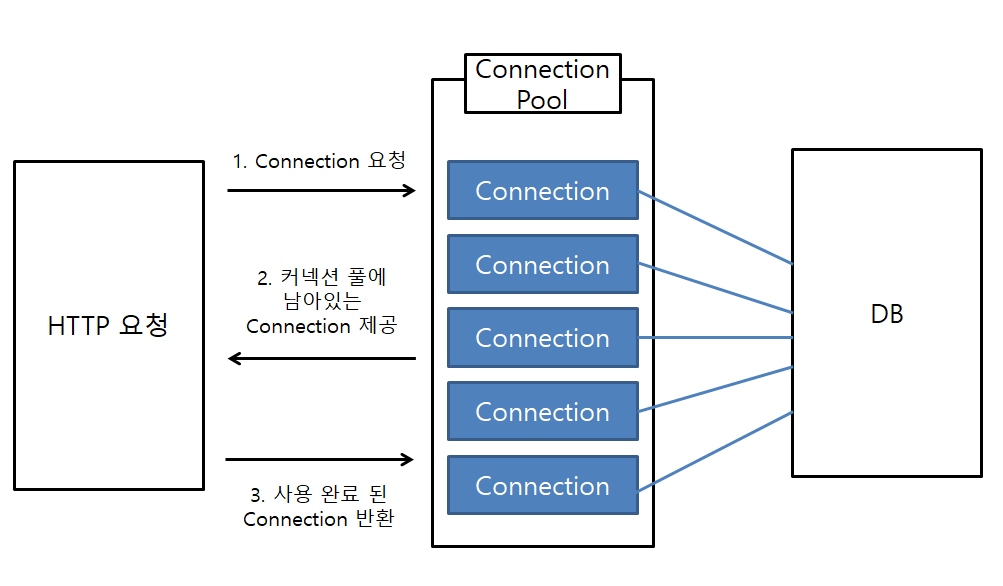 Connection
Pool
1. Connection 요청
Connection
2. 커넥션 풀에
남아있는
Connection 제공
Connection
HTTP 요청
Connection
DB
Connection
3. 사용 완료 된
Connection 반환
Connection